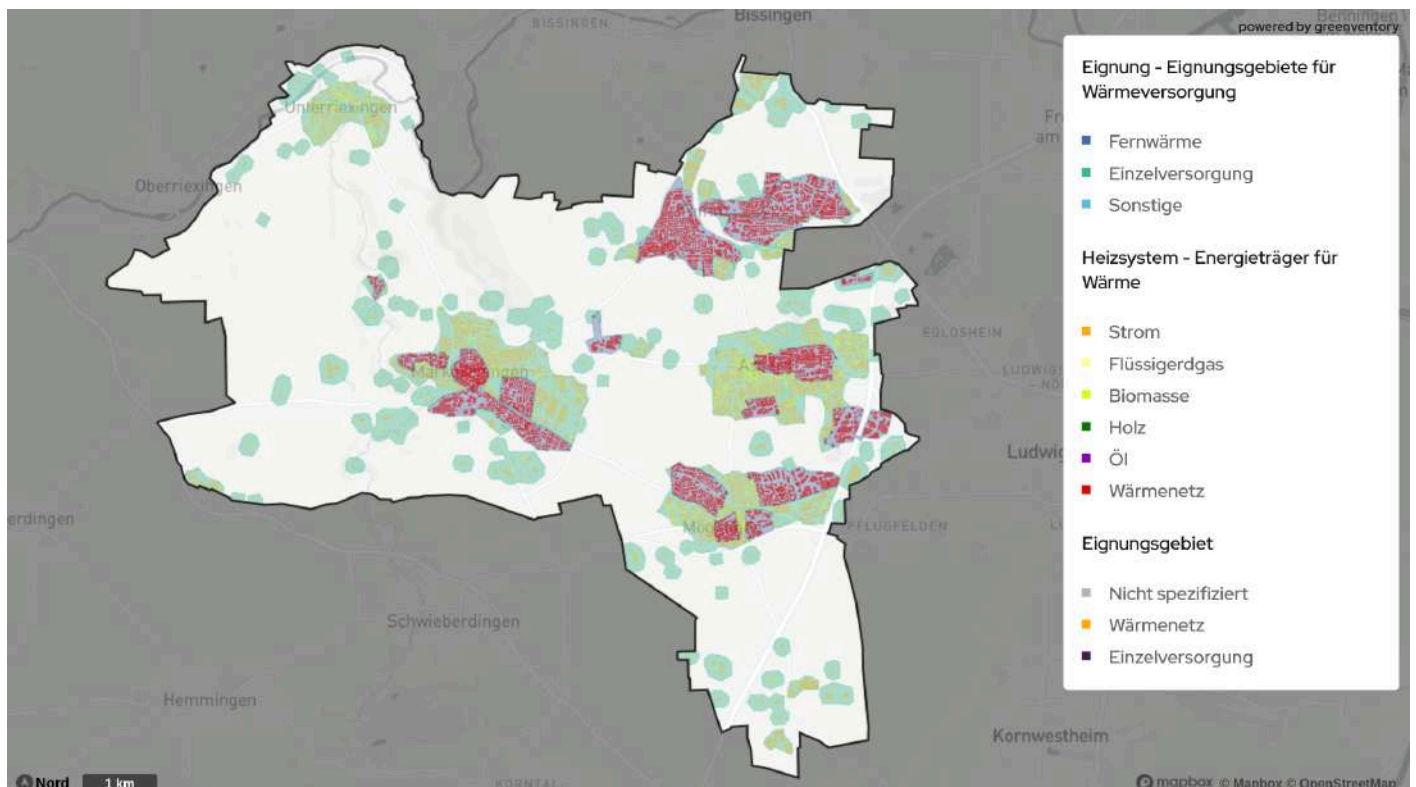 BISSINGEN
Bissingen
powered by greenventory
Unterriexingen
Oberriexingen
EGLOSHEIM
PFLUGFELDEN
Schwieberdingen
Hemmingen
Kornwestheim
KORNTAL
Eignung - Eignungsgebiete für
Wärmeversorgung
Fernwärme
Einzelversorgung
Sonstige
Heizsystem - Energieträger für
Wärme
Strom
Flüssigerdgas
Biomasse
Holz
Öl
Wärmenetz
Eignungsgebiet
Nicht spezifiziert
Wärmenetz
Einzelversorgung
Nord
1 km
mapbox © Mapbox © OpenStreetMap